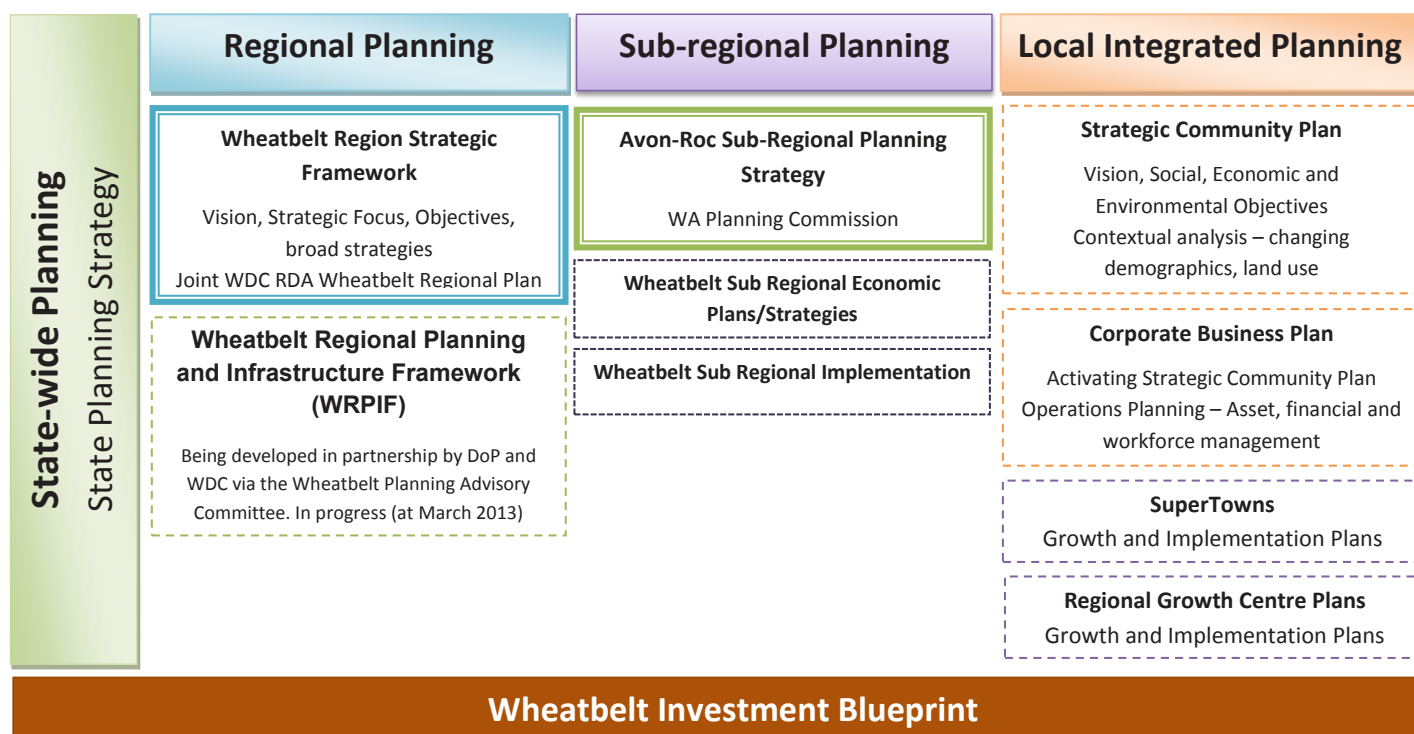 State-wide Planning
State Planning Strategy
Regional Planning
Wheatbelt Region Strategic
Framework
Vision, Strategic Focus, Objectives,
broad strategies
Joint WDC RDA Wheatbelt Regional Plan
Wheatbelt Regional Planning
and Infrastructure Framework
(WRPIF)
Being developed in partnership by DoP and
WDC via the Wheatbelt Planning Advisory
Committee. In progress (at March 2013)
Sub-regional Planning
Avon-Roc Sub-Regional Planning
Strategy
WA Planning Commission
Wheatbelt Sub Regional Economic
Plans/Strategies
Wheatbelt Sub Regional Implementation
Local Integrated Planning
Strategic Community Plan
Vision, Social, Economic and
Environmental Objectives
Contextual analysis – changing
demographics, land use
Corporate Business Plan
Activating Strategic Community Plan
Operations Planning – Asset, financial and
workforce management
SuperTowns
Growth and Implementation Plans
Regional Growth Centre Plans
Growth and Implementation Plans
Wheatbelt Investment Blueprint